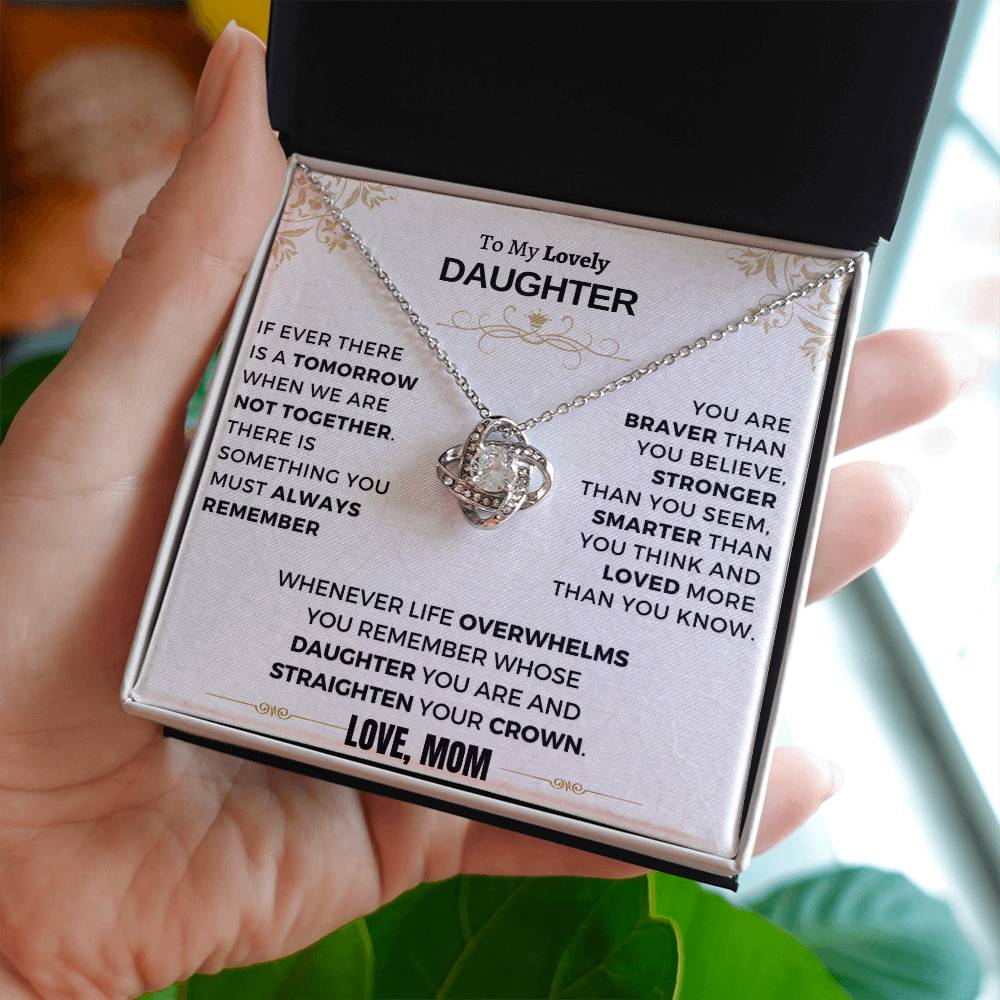 To My Lovely
DAUGHTER
IF EVER THERE
IS A TOMORROW
WHEN WE ARE
NOT TOGETHER.
THERE IS
SOMETHING YOU
MUST ALWAYS
REMEMBER
YOU ARE
BRAVER THAN
YOU BELIEVE,
STRONGER
THAN YOU SEEM,
SMARTER THAN
YOU THINK AND
LOVED MORE
THAN YOU KNOW.
WHENEVER LIFE OVERWHELMS
YOU REMEMBER WHOSE
DAUGHTER YOU ARE AND
STRAIGHTEN YOUR CROWN.
LOVE, MOM